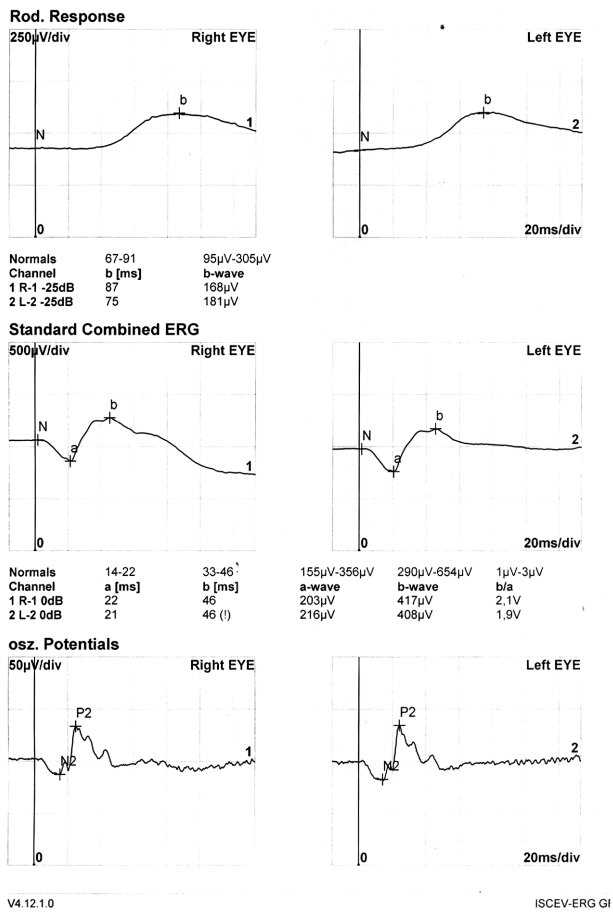 Rod. Response
250µV/div Right EYE Left EYE
b b
1 2
N N
0 0 20ms/div
Normals 67-91 95µV-305µV
Channel b [ms] b-wave
1 R-1 -25dB 87 168µV
2 L-2 -25dB 75 181µV
Standard Combined ERG
500µV/div Right EYE Left EYE
b b
N N
a 2
1 a
0 0 20ms/div
Normals 14-22 33-46 155µV-356µV 290µV-654µV 1µV-3µV
Channel a [ms] b [ms] a-wave b-wave b/a
1 R-1 0dB 22 46 203µV 417µV 2,1V
2 L-2 0dB 21 46 (!) 216µV 408µV 1,9V
osz. Potentials
50µV/div Right EYE Left EYE
P2 P2
1 2
N2 N2
0 0 20ms/div
V4.12.1.0 ISCEV-ERG Gf